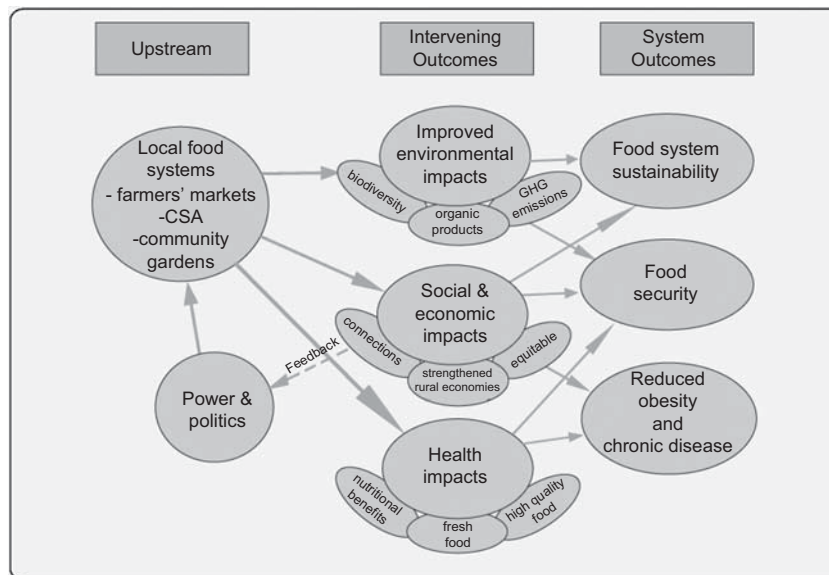 Upstream
Intervening
Outcomes
System
Outcomes
Local food
systems
- farmers’ markets
-CSA
-community
gardens
Power &
politics
Feedback
Improved
environmental
impacts
biodiversity
organic
products
GHG
emissions
Social &
economic
impacts
connections
strengthened
rural economies
equitable
Health
impacts
nutritional
benefits
fresh
food
high quality
food
Food system
sustainability
Food
security
Reduced
obesity
and
chronic disease